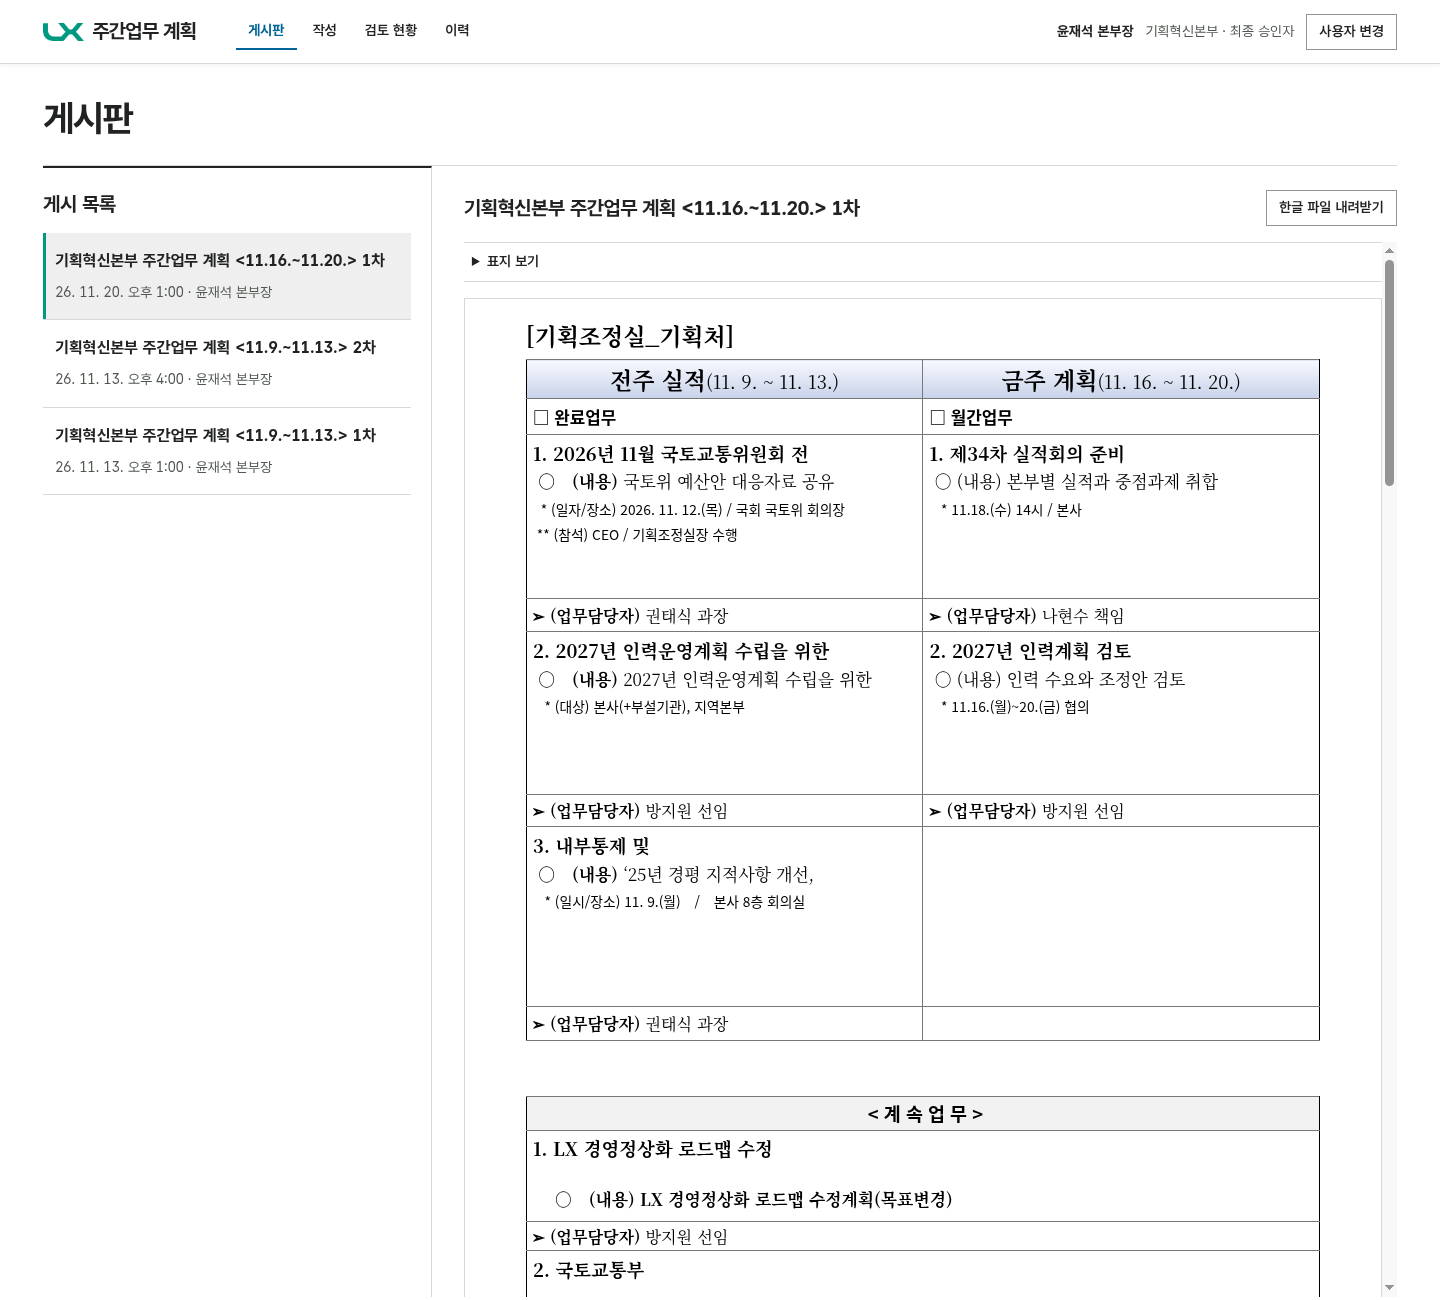 LX 주간업무 계획
게시판
작성
검토 현황
이력
윤재석 본부장
기획혁신본부 · 최종 승인자
사용자 변경
게시판
게시 목록
기획혁신본부 주간업무 계획 <11.16.~11.20.> 1차
26. 11. 20. 오후 1:00 · 윤재석 본부장
기획혁신본부 주간업무 계획 <11.9.~11.13.> 2차
26. 11. 13. 오후 4:00 · 윤재석 본부장
기획혁신본부 주간업무 계획 <11.9.~11.13.> 1차
26. 11. 13. 오후 1:00 · 윤재석 본부장
기획혁신본부 주간업무 계획 <11.16.~11.20.> 1차
한글 파일 내려받기
▶ 표지 보기
[기획조정실_기획처]
전주 실적(11. 9. ~ 11. 13.)
금주 계획(11. 16. ~ 11. 20.)
□ 완료업무
□ 월간업무
1. 2026년 11월 국토교통위원회 전
○ (내용) 국토위 예산안 대응자료 공유
* (일자/장소) 2026. 11. 12.(목) / 국회 국토위 회의장
** (참석) CEO / 기획조정실장 수행
1. 제34차 실적회의 준비
○ (내용) 본부별 실적과 중점과제 취합
* 11.18.(수) 14시 / 본사
➢ (업무담당자) 권태식 과장
➢ (업무담당자) 나현수 책임
2. 2027년 인력운영계획 수립을 위한
○ (내용) 2027년 인력운영계획 수립을 위한
* (대상) 본사(+부설기관), 지역본부
2. 2027년 인력계획 검토
○ (내용) 인력 수요와 조정안 검토
* 11.16.(월)~20.(금) 협의
➢ (업무담당자) 방지원 선임
➢ (업무담당자) 방지원 선임
3. 내부통제 및
○ (내용) ‘25년 경평 지적사항 개선,
* (일시/장소) 11. 9.(월) / 본사 8층 회의실
➢ (업무담당자) 권태식 과장
< 계 속 업 무 >
1. LX 경영정상화 로드맵 수정
○ (내용) LX 경영정상화 로드맵 수정계획(목표변경)
➢ (업무담당자) 방지원 선임
2. 국토교통부